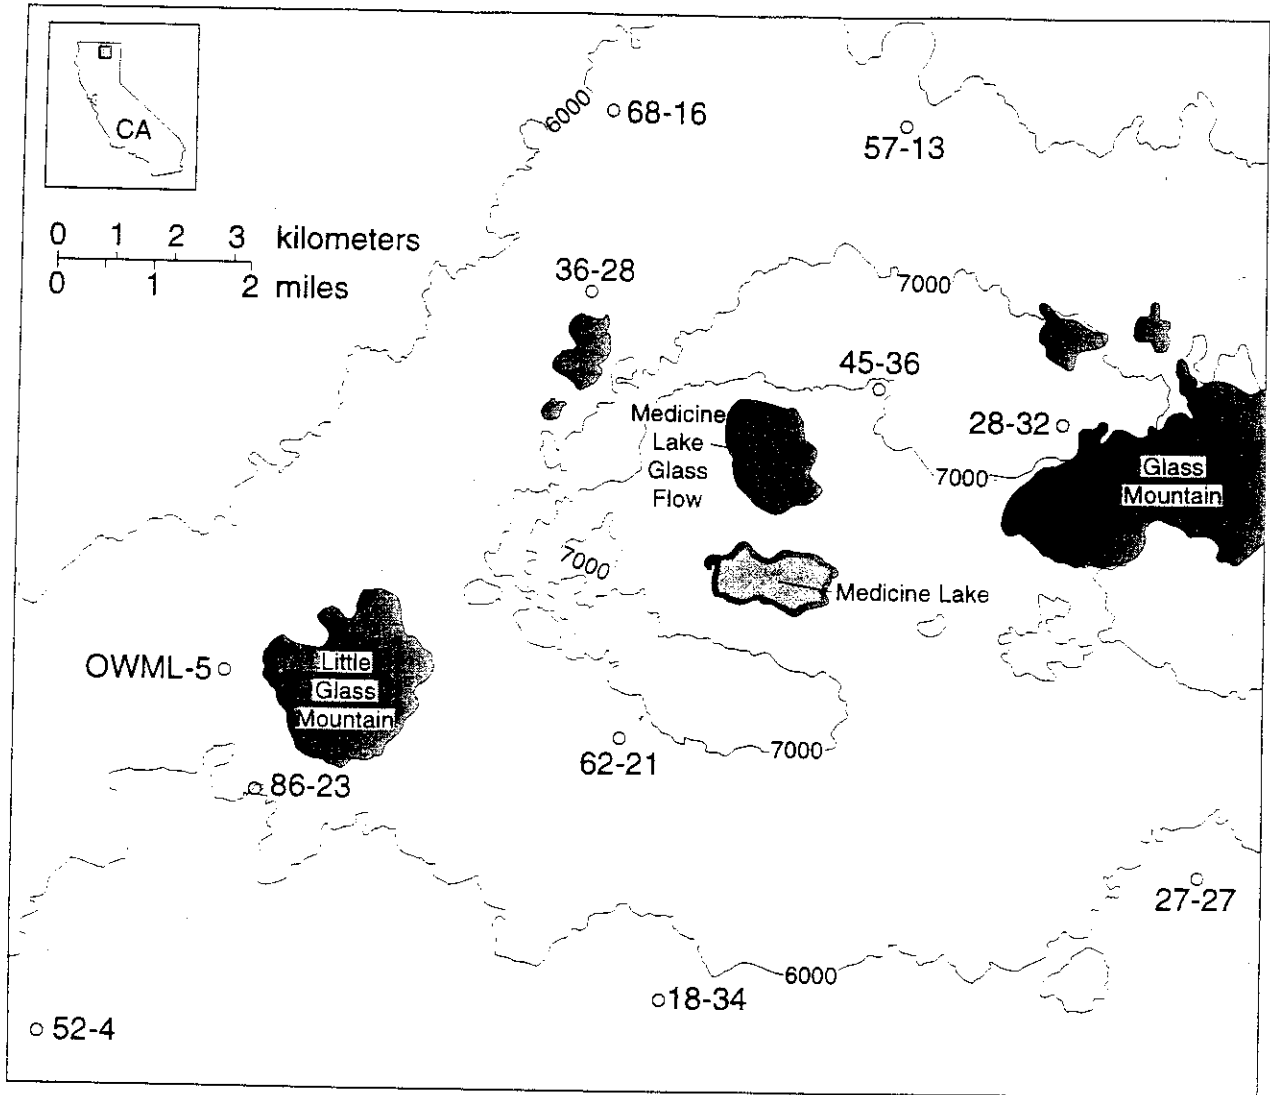 6000
68-16
57-13
CA
0 1 2 3 kilometers
0 1 2 miles
36-28
7000
45-36
Medicine
Lake
Glass
Flow
28-32
7000
Glass
Mountain
7000
Medicine Lake
OWML-5
Little
Glass
Mountain
62-21
7000
86-23
27-27
6000
18-34
52-4